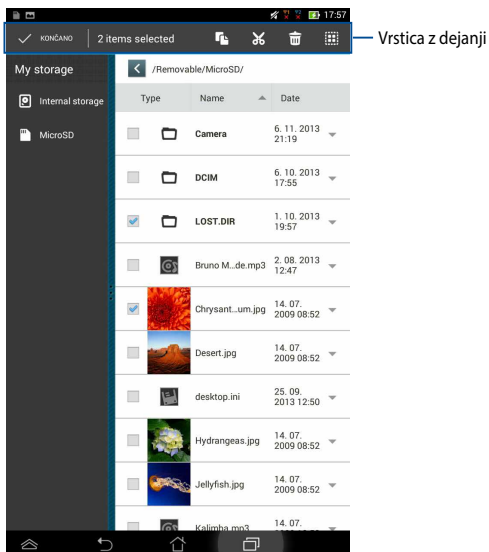 17:57
KONČANO 2 items selected
Vrstica z dejanji
My storage
/Removable/MicroSD/
Internal storage
MicroSD
Type Name Date
Camera 6. 11. 2013
21:19
DCIM 6. 10. 2013
17:55
LOST.DIR 1. 10. 2013
19:57
Bruno M...de.mp3 2. 08. 2013
12:47
Chrysant...um.jpg 14. 07.
2009 08:52
Desert.jpg 14. 07.
2009 08:52
desktop.ini 25. 09.
2013 12:50
Hydrangeas.jpg 14. 07.
2009 08:52
Jellyfish.jpg 14. 07.
2009 08:52
Kalimba.mp3 14. 07.